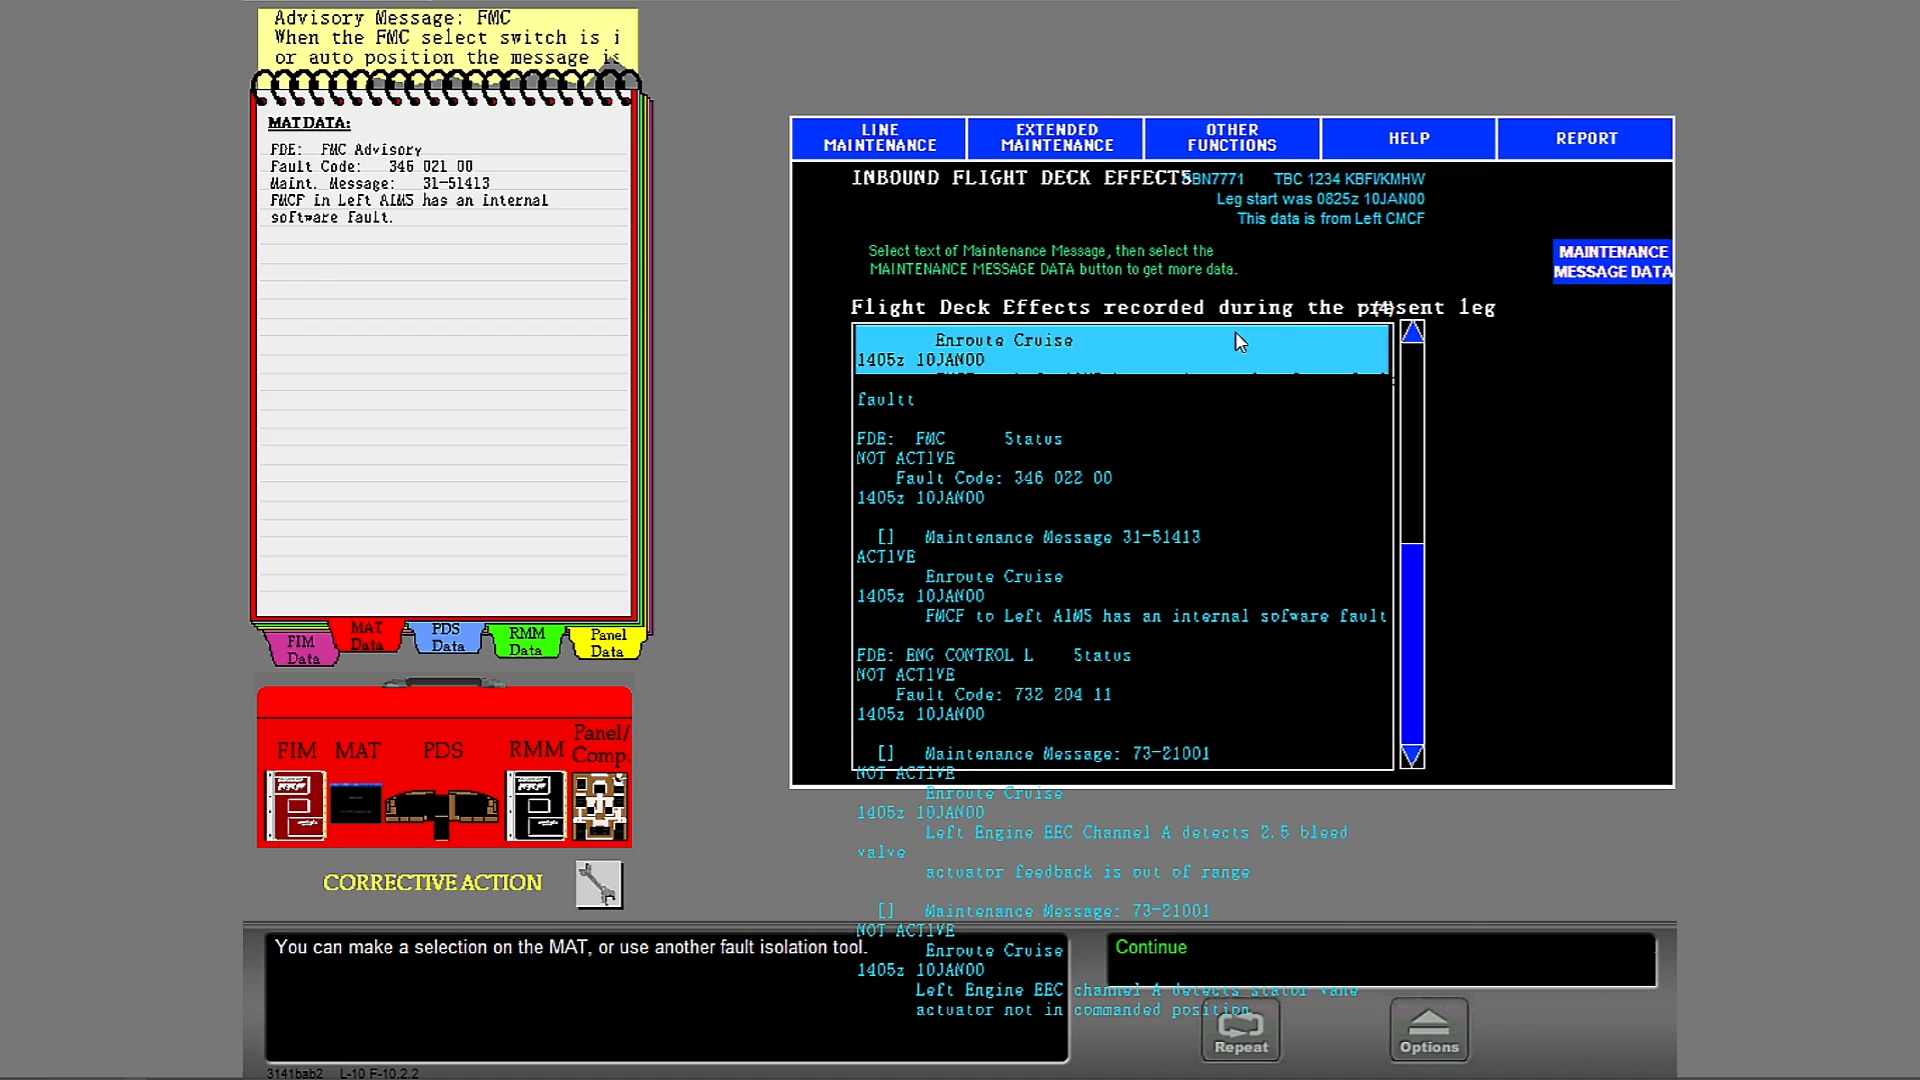 Advisory Message: FMC
When the FMC select switch is i
or auto position the message is
MAT DATA:
FDE: FMC Advisory
Fault Code: 346 021 00
Maint. Message: 31-51413
FMCF in Left AIMS has an internal
software fault.
FIM
Data
MAT
Data
PDS
Data
RMM
Data
Panel
Data
FIM
MAT
PDS
RMM
Panel/
Comp.
CORRECTIVE ACTION
LINE
MAINTENANCE
EXTENDED
MAINTENANCE
OTHER
FUNCTIONS
HELP
REPORT
INBOUND FLIGHT DECK EFFECTS
BN7771 TBC 1234 KBFI/KMHW
Leg start was 0825z 10JAN00
This data is from Left CMCF
Select text of Maintenance Message, then select the
MAINTENANCE MESSAGE DATA button to get more data.
MAINTENANCE
MESSAGE DATA
Flight Deck Effects recorded during the present leg
(4)
Enroute Cruise
1405z 10JAN00
faultt
FDE: FMC Status
NOT ACTIVE
Fault Code: 346 022 00
1405z 10JAN00
[] Maintenance Message 31-51413
ACTIVE
Enroute Cruise
1405z 10JAN00
FMCF to Left AIMS has an internal sofware fault
FDE: ENG CONTROL L Status
NOT ACTIVE
Fault Code: 732 204 11
1405z 10JAN00
[] Maintenance Message: 73-21001
NOT ACTIVE
Enroute Cruise
1405z 10JAN00
Left Engine EEC Channel A detects 2.5 bleed
valve
actuator feedback is out of range
[] Maintenance Message: 73-21001
NOT ACTIVE
Enroute Cruise
1405z 10JAN00
Left Engine EEC channel A detects stator vane
actuator not in commanded position
You can make a selection on the MAT, or use another fault isolation tool.
Continue
Repeat
Options
3141bab2 L-10 F-10.2.2